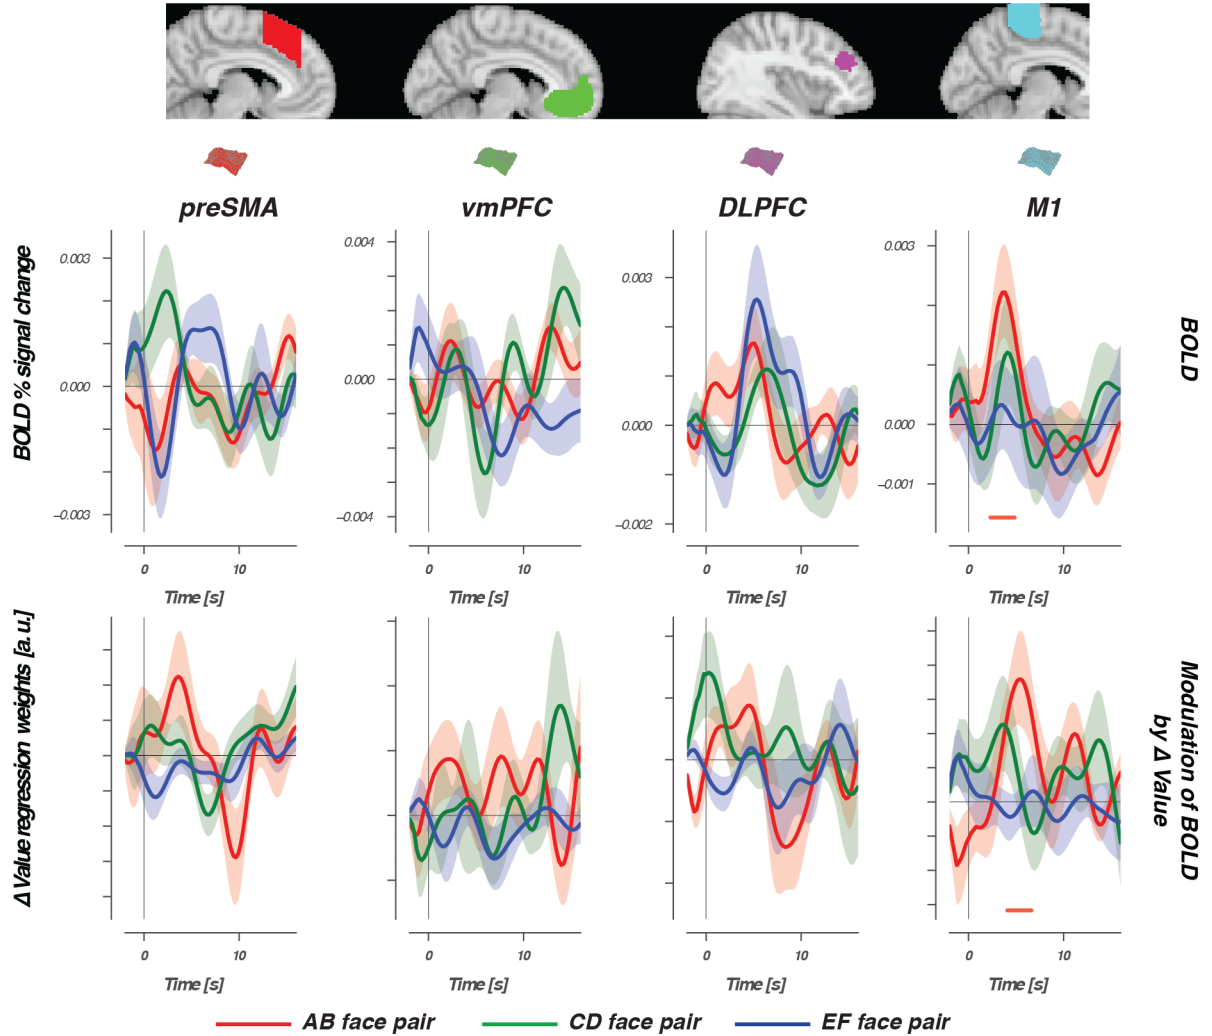 preSMA vmPFC DLPFC M1
BOLD % signal change
0.003
0.000
−0.003
0.004
0.000
−0.004
0.003
0.000
−0.002
0.003
0.000
−0.001
BOLD
0 10 0 10 0 10 0 10
Time [s] Time [s] Time [s] Time [s]
Δ Value regression weights [a. u.]
Modulation of BOLD
by Δ Value
0 10 0 10 0 10 0 10
Time [s] Time [s] Time [s] Time [s]
AB face pair CD face pair EF face pair